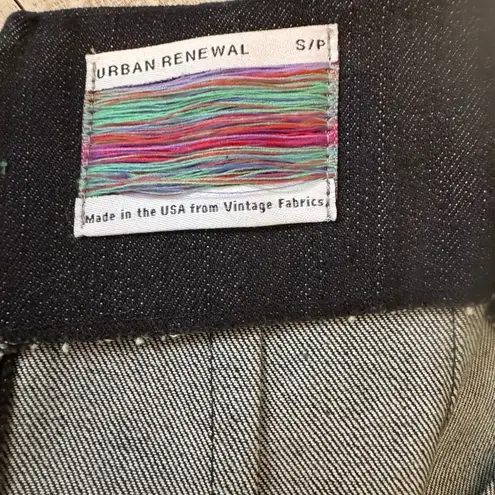 URBAN RENEWAL S/P
Made in the USA from Vintage Fabrics